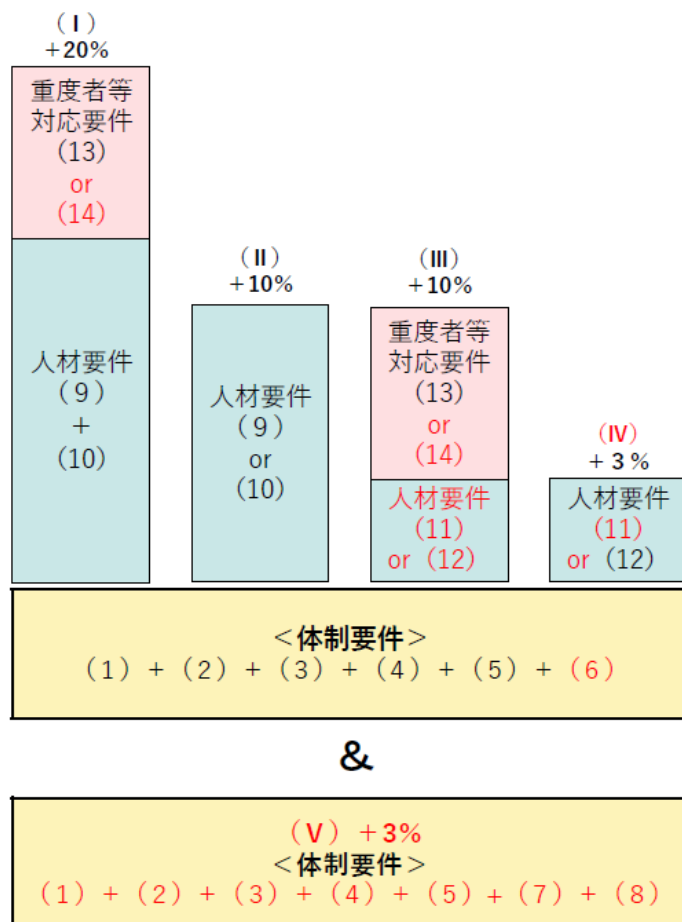 (Ⅰ)
+20%
重度者等
対応要件
(13)
or
(14)
人材要件
(9)
+
(10)
(Ⅱ)
+10%
人材要件
(9)
or
(10)
(Ⅲ)
+10%
重度者等
対応要件
(13)
or
(14)
人材要件
(11)
or (12)
(Ⅳ)
+3%
人材要件
(11)
or (12)
<体制要件>
(1)+(2)+(3)+(4)+(5)+(6)
&
(Ⅴ) +3%
<体制要件>
(1)+(2)+(3)+(4)+(5)+(7)+(8)